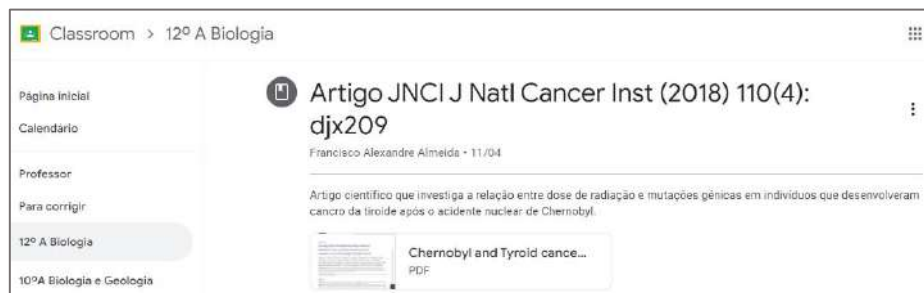 Classroom > 12º A Biologia
Página inicial
Calendário
Professor
Para corrigir
12º A Biologia
10ºA Biologia e Geologia
Artigo JNCI J Natl Cancer Inst (2018) 110(4):
djx209
Francisco Alexandre Almeida • 11/04
Artigo científico que investiga a relação entre dose de radiação e mutações génicas em indivíduos que desenvolveram
cancro da tiroide após o acidente nuclear de Chernobyl.
Chernobyl and Tyroid cance...
PDF